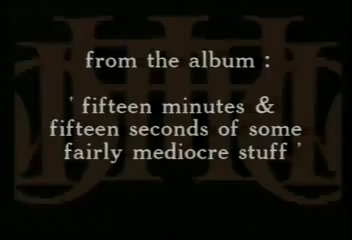 from the album :
' fifteen minutes &
fifteen seconds of some
fairly mediocre stuff '